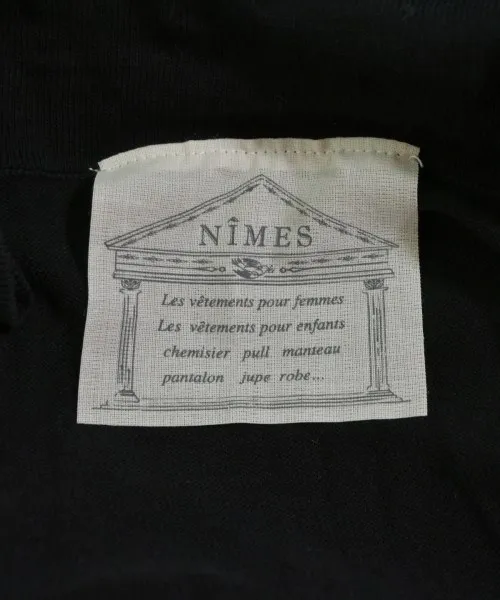 NÎMES
Les vêtements pour femmes
Les vêtements pour enfants
chemisier pull manteau
pantalon jupe robe...